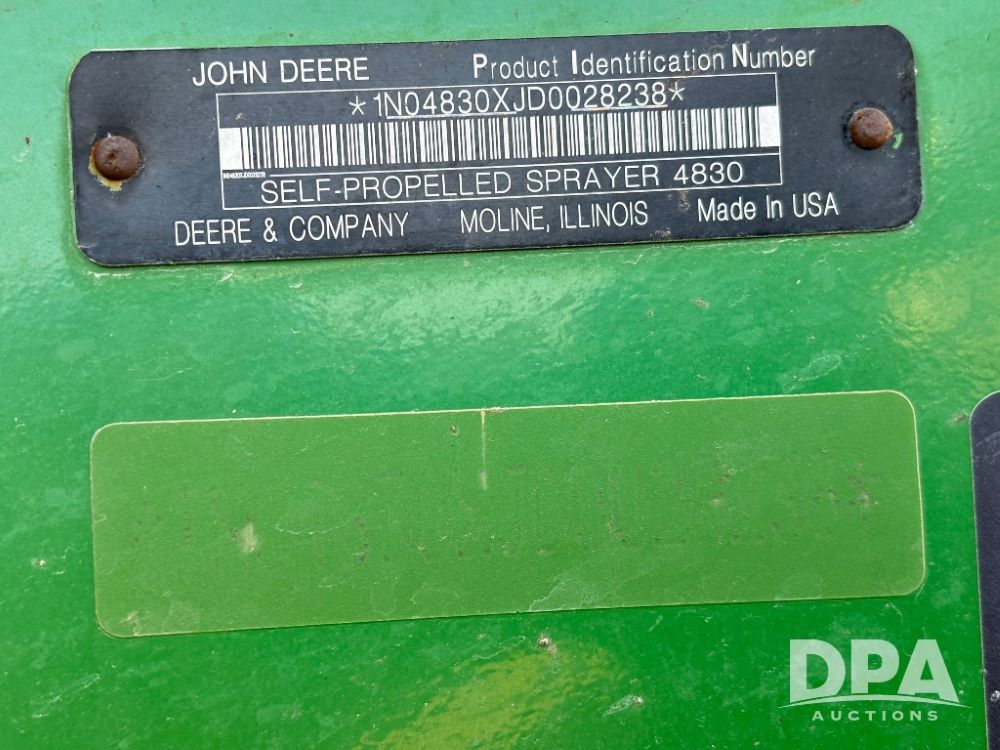 JOHN DEERE Product Identification Number
*1N04830XJD0028238*
1N04830XJD0028238
SELF-PROPELLED SPRAYER 4830
DEERE & COMPANY MOLINE, ILLINOIS Made In USA
DPA
AUCTIONS